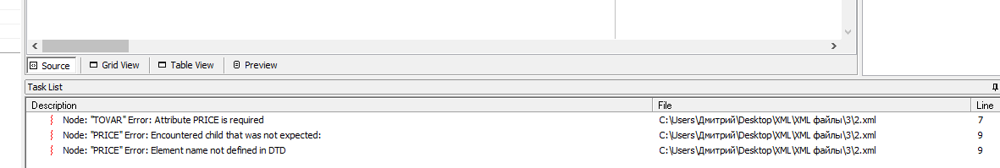 Source Grid View Table View Preview
Task List
Description File Line
Node: "TOVAR" Error: Attribute PRICE is required C:\Users\Дмитрий\Desktop\XML\XML файлы\3\2.xml 7
Node: "PRICE" Error: Encountered child that was not expected: C:\Users\Дмитрий\Desktop\XML\XML файлы\3\2.xml 9
Node: "PRICE" Error: Element name not defined in DTD C:\Users\Дмитрий\Desktop\XML\XML файлы\3\2.xml 9